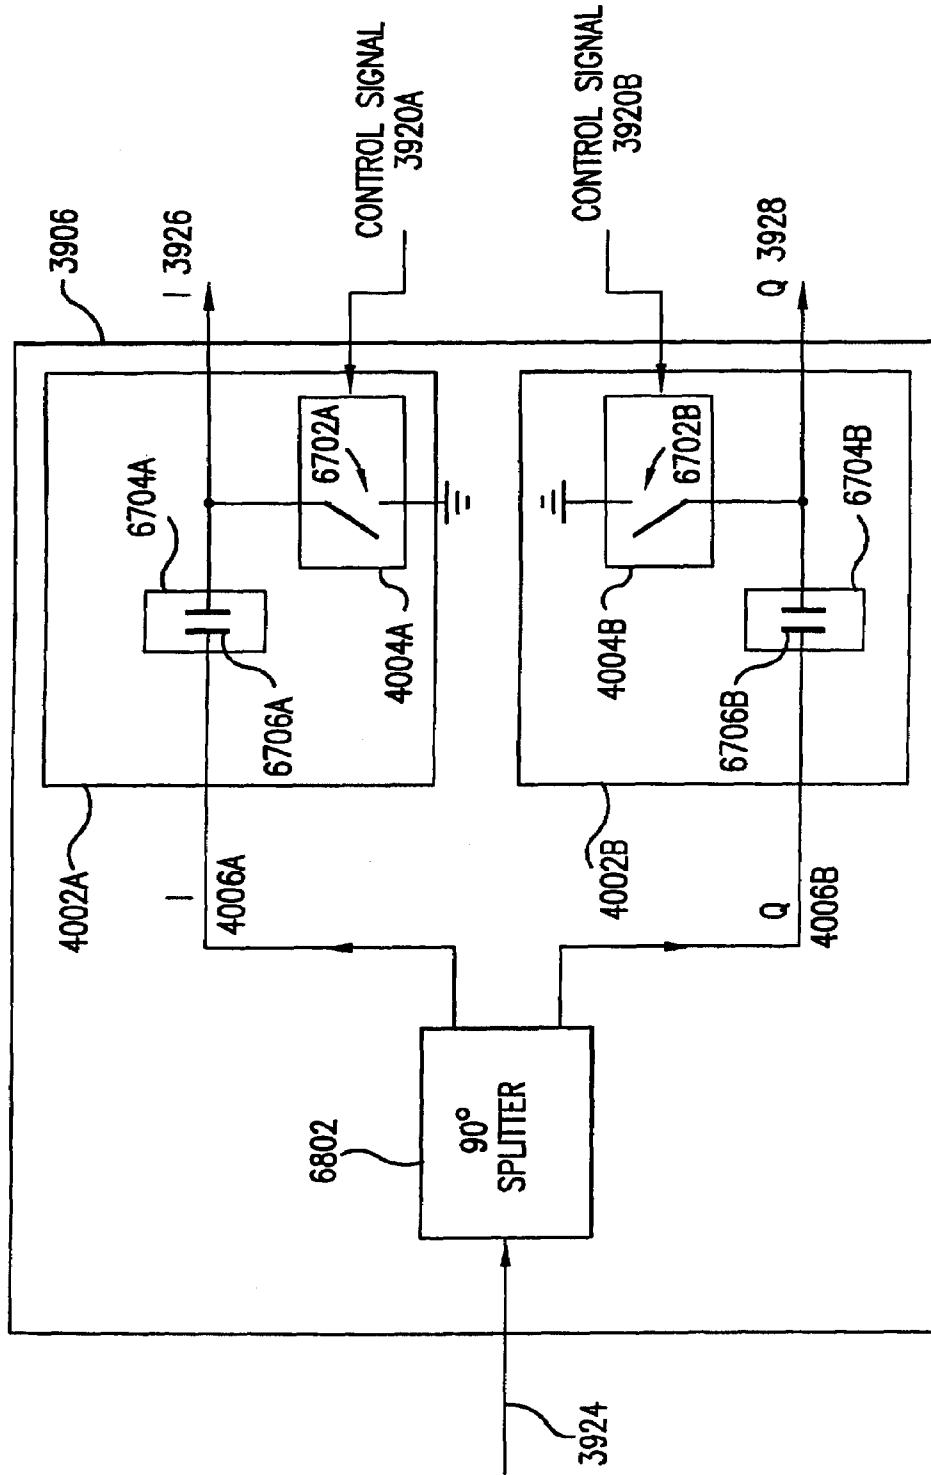 3906
4002A
6704A
I 3926
6706A
6702A
4004A
CONTROL SIGNAL
3920A
I
4006A
6802
90°
SPLITTER
3924
CONTROL SIGNAL
3920B
4002B
4004B
6702B
Q 3928
6706B
6704B
Q
4006B